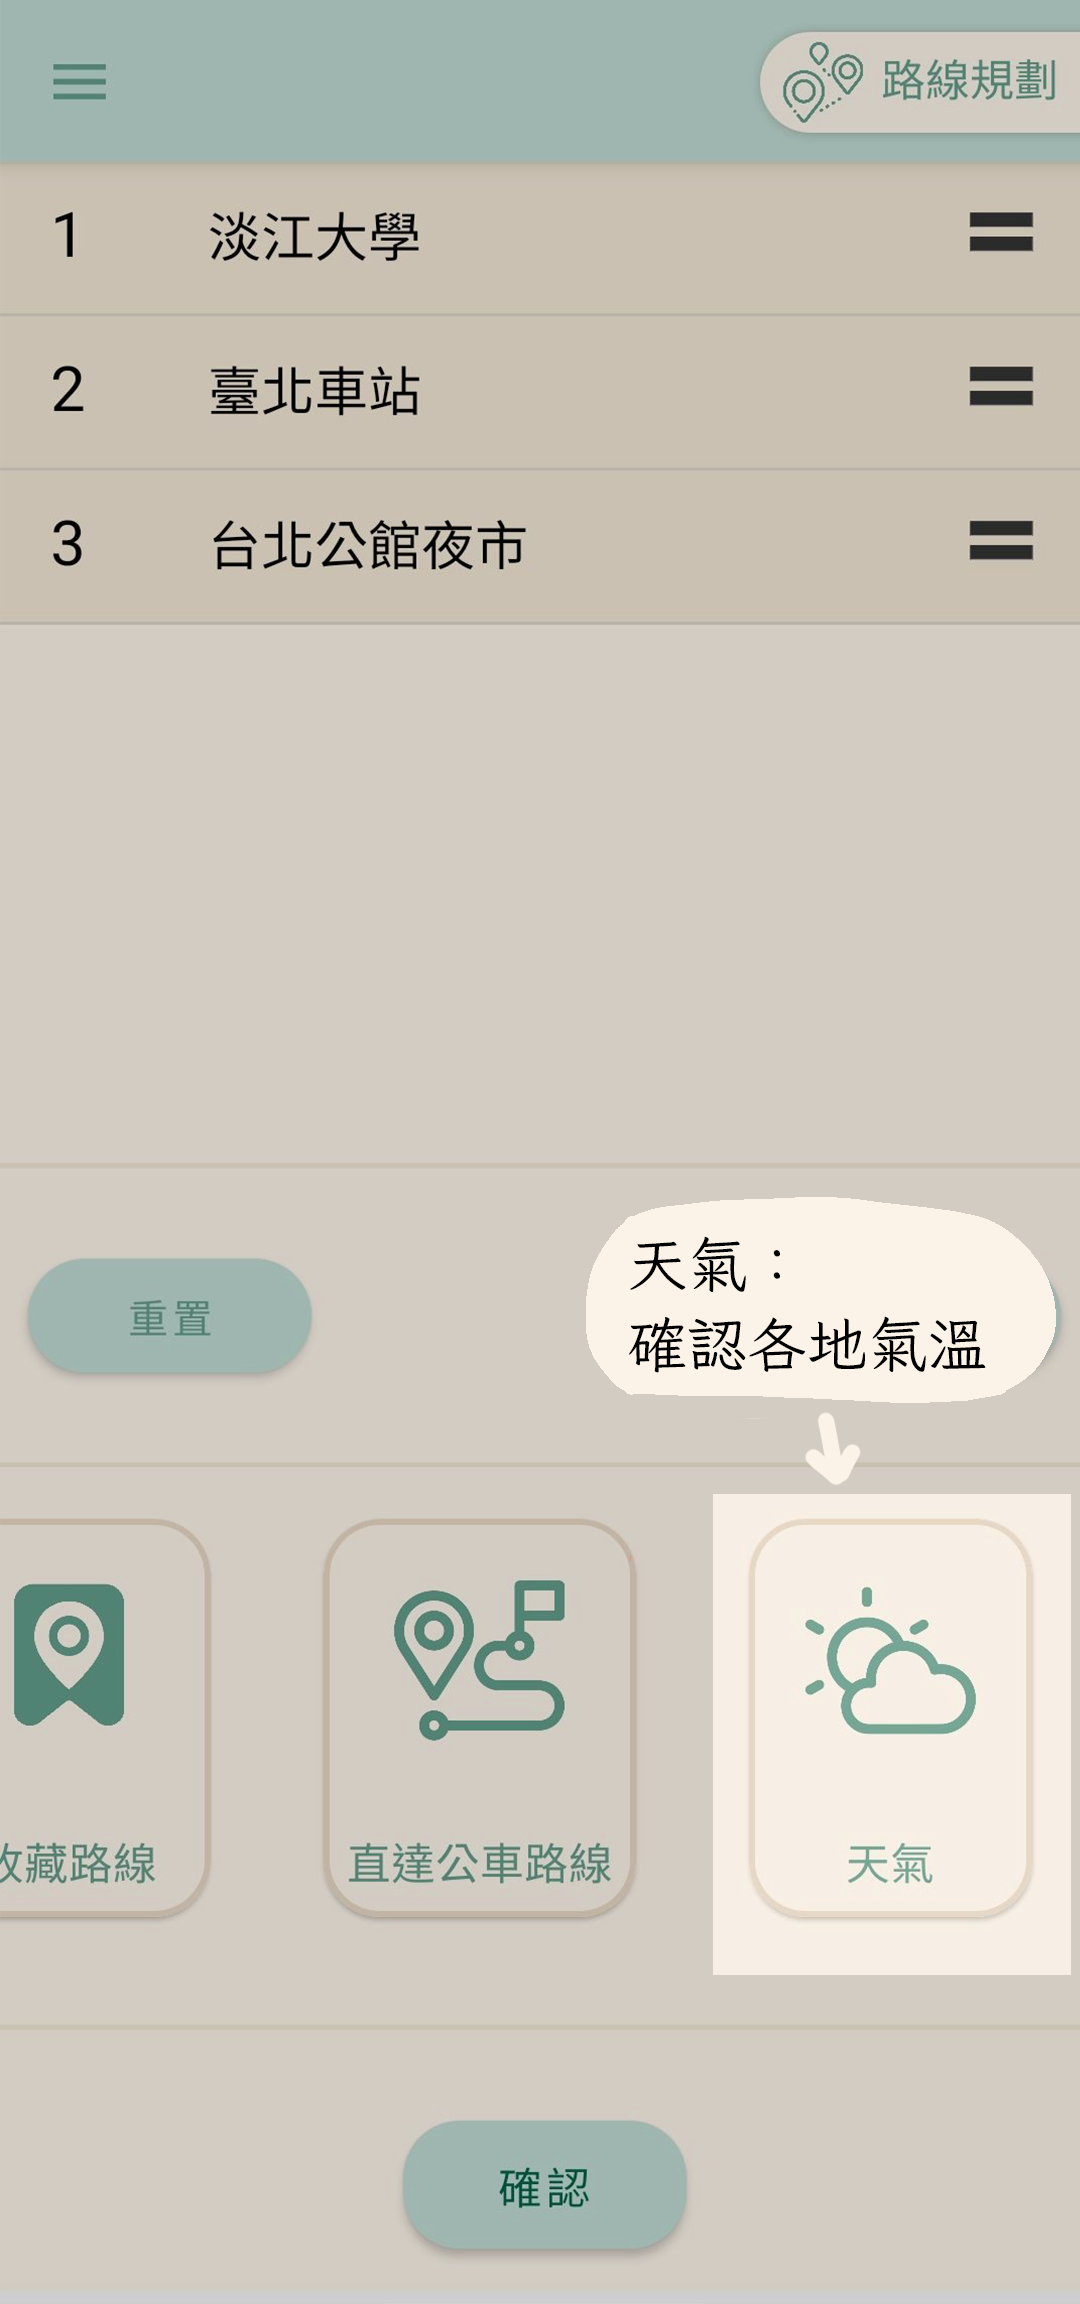 路線規劃
1 淡江大學
2 臺北車站
3 台北公館夜市
天氣：
確認各地氣溫
重置
收藏路線
直達公車路線
天氣
確認